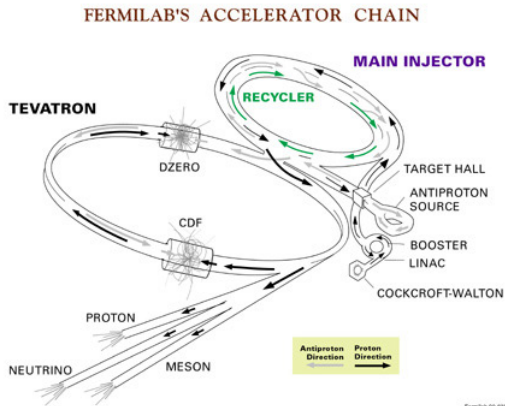 FERMILAB'S ACCELERATOR CHAIN
MAIN INJECTOR
RECYCLER
TEVATRON
DZERO
TARGET HALL
ANTIPROTON
SOURCE
CDF
BOOSTER
LINAC
COCKCROFT-WALTON
PROTON
Antiproton Proton
Direction Direction
NEUTRINO
MESON